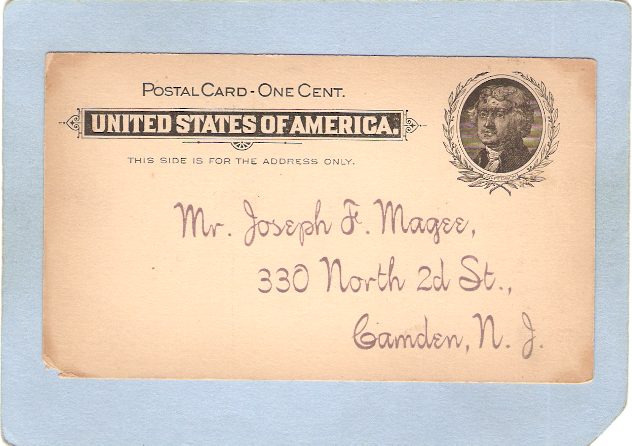 POSTAL CARD - ONE CENT.
UNITED STATES OF AMERICA.
THIS SIDE IS FOR THE ADDRESS ONLY.
Mr. Joseph F. Magee,
330 North 2d St.,
Camden, N. J.